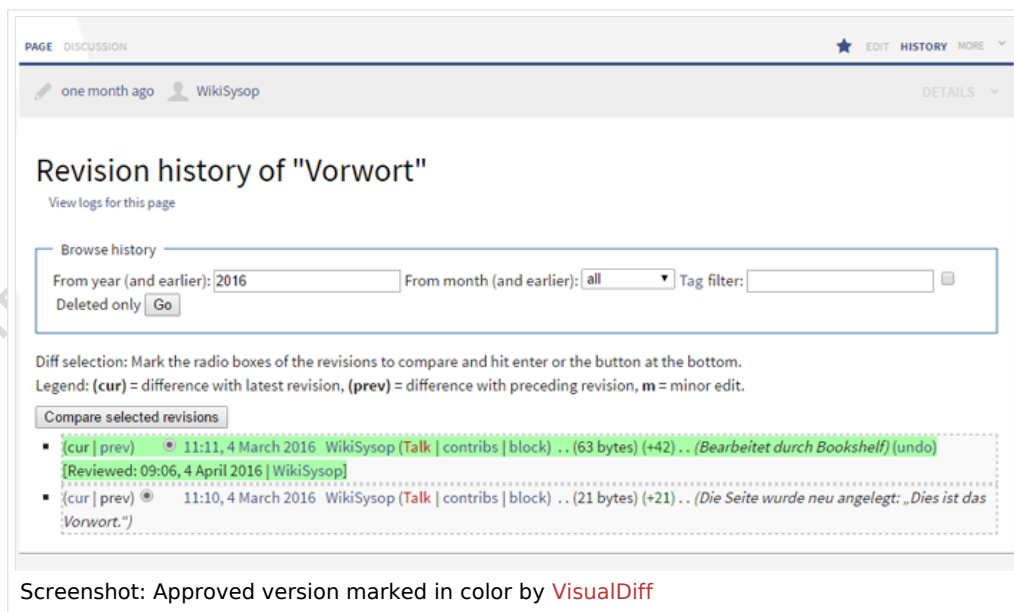 PAGE DISCUSSION EDIT HISTORY MORE
one month ago WikiSysop DETAILS
Revision history of "Vorwort"
View logs for this page
Browse history
From year (and earlier): 2016 From month (and earlier): all Tag filter:
Deleted only Go
Diff selection: Mark the radio boxes of the revisions to compare and hit enter or the button at the bottom.
Legend: (cur) = difference with latest revision, (prev) = difference with preceding revision, m = minor edit.
Compare selected revisions
(cur | prev) 11:11, 4 March 2016 WikiSysop (Talk | contribs | block) . . (63 bytes) (+42) . . (Bearbeitet durch Bookshelf) (undo)
[Reviewed: 09:06, 4 April 2016 | WikiSysop]
(cur | prev) 11:10, 4 March 2016 WikiSysop (Talk | contribs | block) . . (21 bytes) (+21) . . (Die Seite wurde neu angelegt: „Dies ist das
Vorwort.“)
Screenshot: Approved version marked in color by VisualDiff